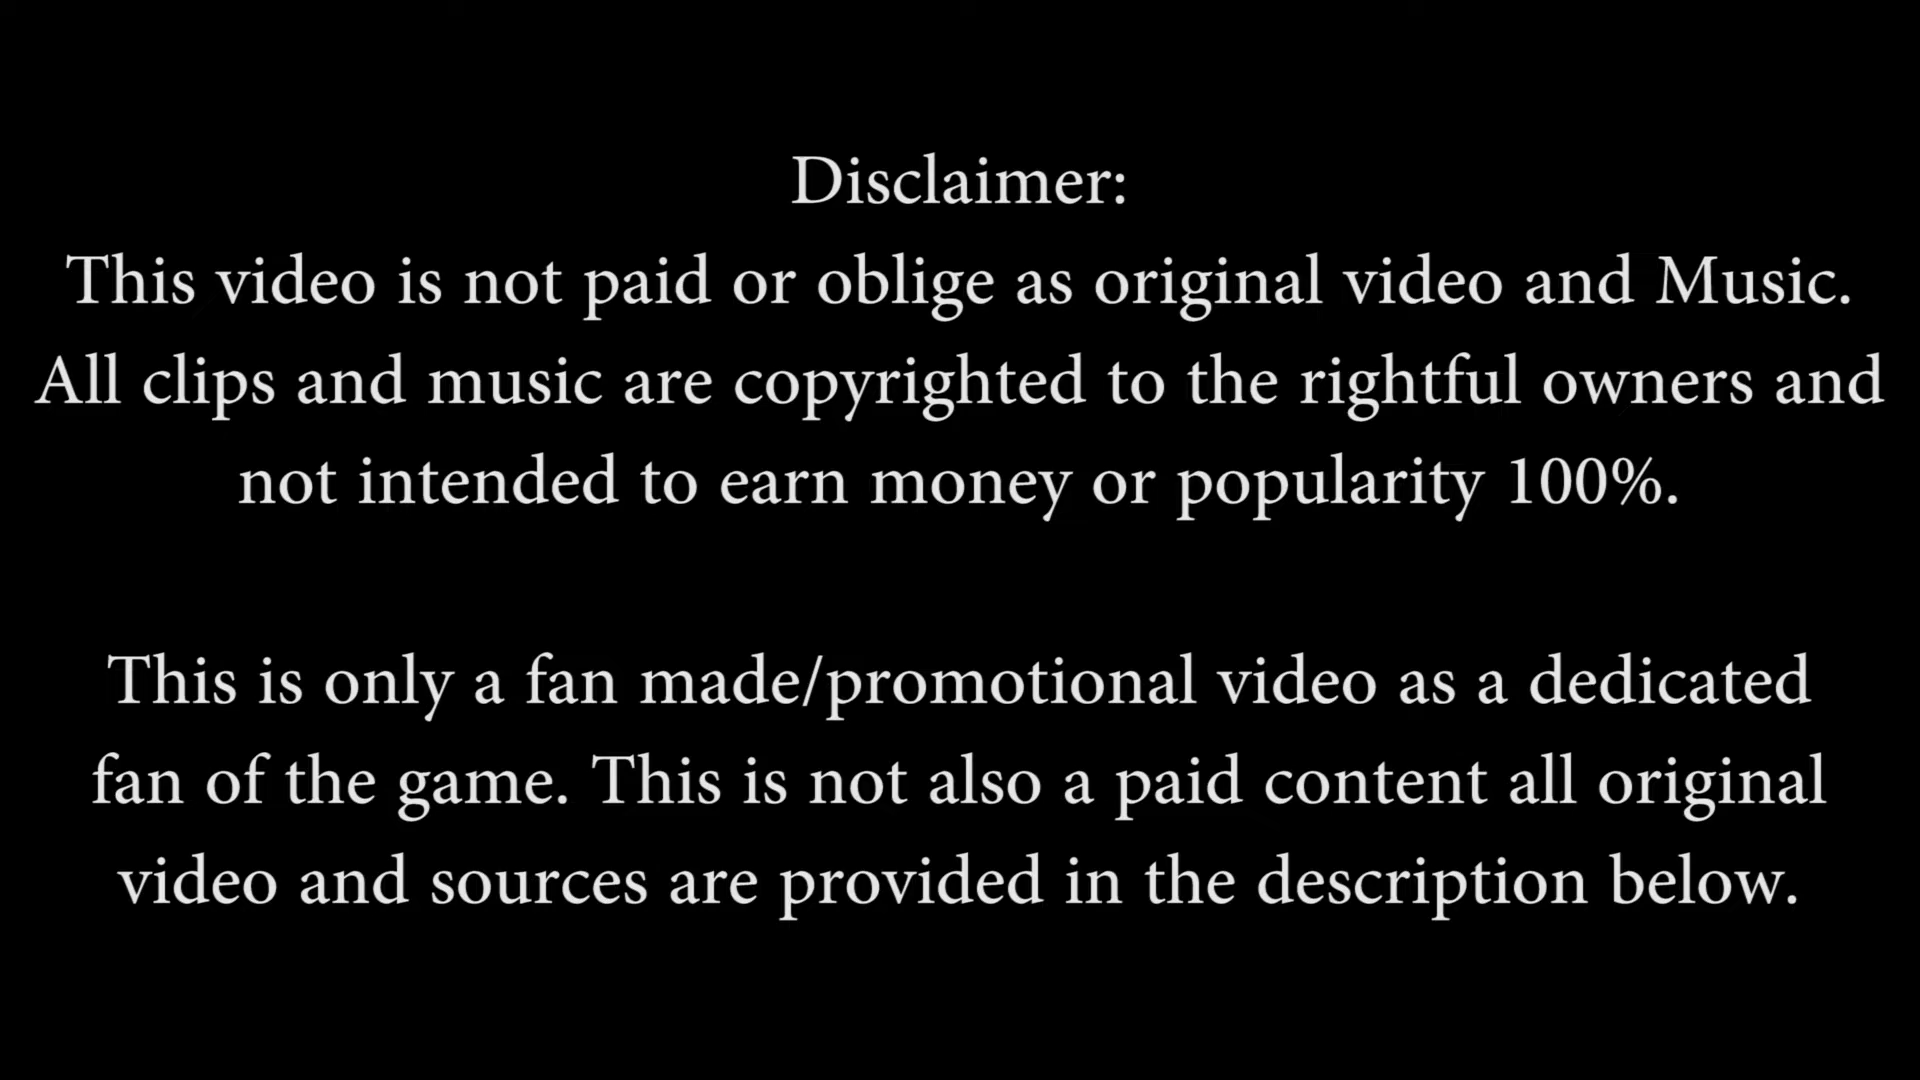 Disclaimer:
This video is not paid or oblige as original video and Music.
All clips and music are copyrighted to the rightful owners and
not intended to earn money or popularity 100%.
This is only a fan made/promotional video as a dedicated
fan of the game. This is not also a paid content all original
video and sources are provided in the description below.